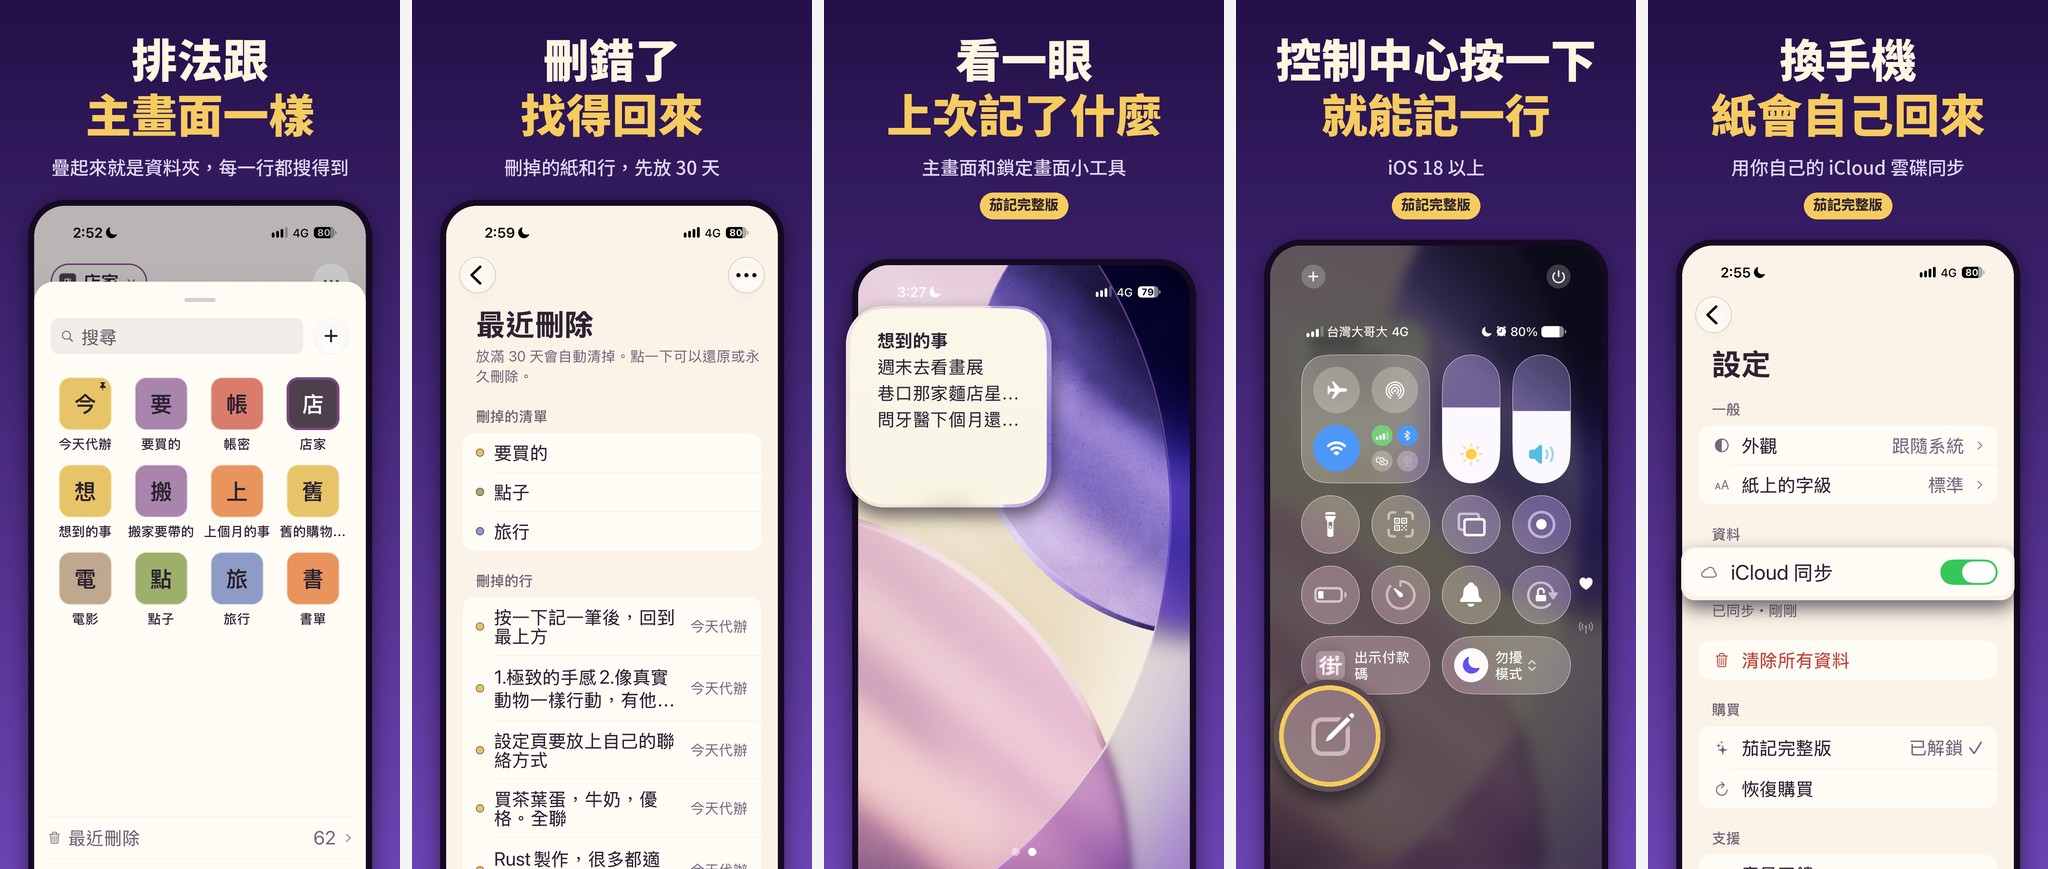 排法跟
主畫面一樣
疊起來就是資料夾，每一行都搜得到
2:52
4G 80
店家
搜尋
今 要 帳 店
今天代辦 要買的 帳密 店家
想 搬 上 舊
想到的事 搬家要帶的 上個月的事 舊的購物...
電 點 旅 書
電影 點子 旅行 書單
最近刪除 62
刪錯了
找得回來
刪掉的紙和行，先放 30 天
2:59
4G 80
最近刪除
放滿 30 天會自動清掉。點一下可以還原或永
久刪除。
刪掉的清單
要買的
點子
旅行
刪掉的行
按一下記一筆後，回到
最上方
今天代辦
1.極致的手感 2.像真實
動物一樣行動，有他...
今天代辦
設定頁要放上自己的聯
絡方式
今天代辦
買茶葉蛋，牛奶，優
格。全聯
今天代辦
Rust 製作，很多都適
看一眼
上次記了什麼
主畫面和鎖定畫面小工具
茄記完整版
3:27
4G 79
想到的事
週末去看畫展
巷口那家麵店星...
問牙醫下個月還...
控制中心按一下
就能記一行
iOS 18 以上
茄記完整版
台灣大哥大 4G
80%
街 出示付款
碼
勿擾
模式
換手機
紙會自己回來
用你自己的 iCloud 雲碟同步
茄記完整版
2:55
4G 80
設定
一般
外觀 跟隨系統
AA 紙上的字級 標準
資料
iCloud 同步
已同步・剛剛
清除所有資料
購買
茄記完整版 已解鎖
恢復購買
支援